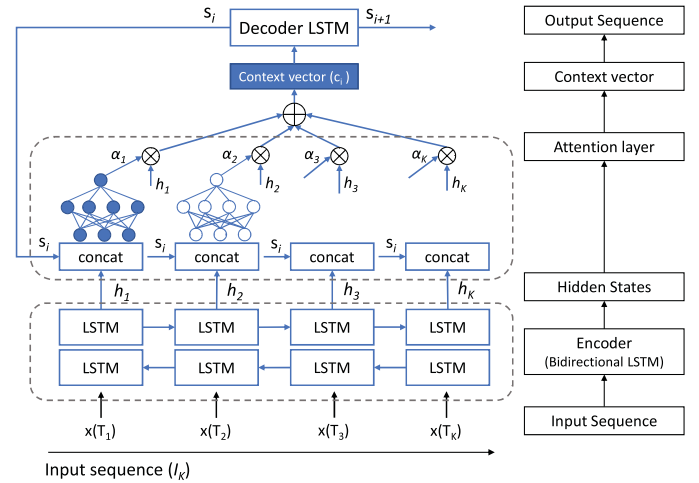 s_i
Decoder LSTM
s_{i+1}
Context vector (c_i)
α_1
h_1
α_2
h_2
α_3
h_3
α_K
h_K
s_i
concat
s_i
concat
s_i
concat
s_i
concat
h_1
h_2
h_3
h_K
LSTM
LSTM
LSTM
LSTM
LSTM
LSTM
LSTM
LSTM
x(T_1)
x(T_2)
x(T_3)
x(T_K)
Input sequence (I_K)
Output Sequence
Context vector
Attention layer
Hidden States
Encoder
(Bidirectional LSTM)
Input Sequence